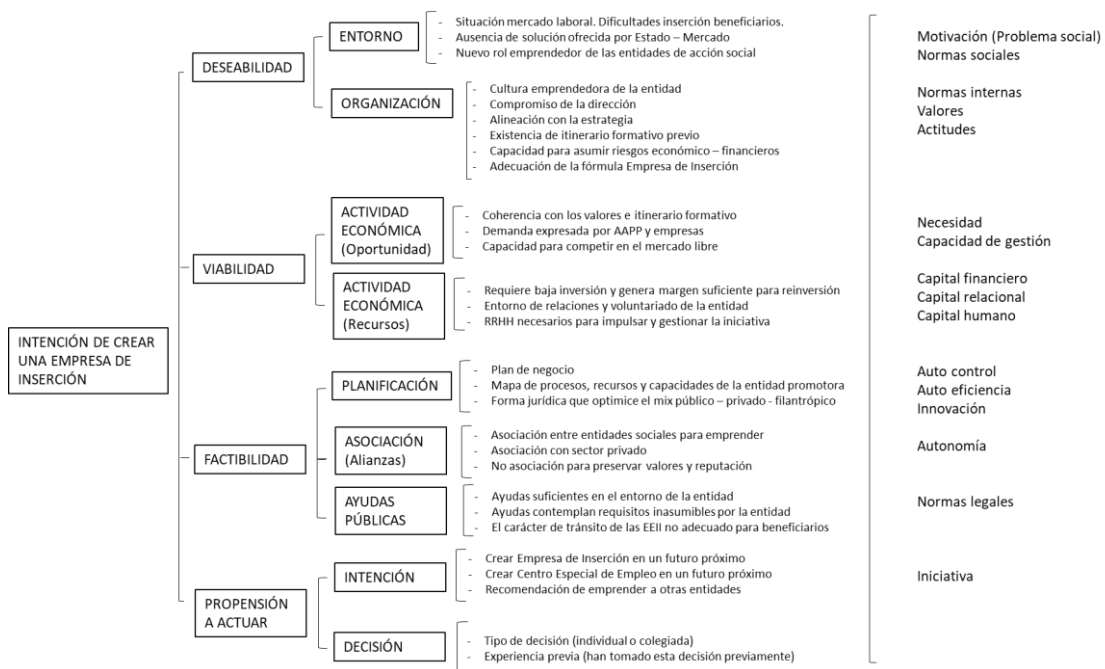 INTENCIÓN DE CREAR
UNA EMPRESA DE
INSERCIÓN
DESEABILIDAD
ENTORNO
- Situación mercado laboral. Dificultades inserción beneficiarios.
- Ausencia de solución ofrecida por Estado – Mercado
- Nuevo rol emprendedor de las entidades de acción social
Motivación (Problema social)
Normas sociales
ORGANIZACIÓN
- Cultura emprendedora de la entidad
- Compromiso de la dirección
- Alineación con la estrategia
- Existencia de itinerario formativo previo
- Capacidad para asumir riesgos económico – financieros
- Adecuación de la fórmula Empresa de Inserción
Normas internas
Valores
Actitudes
VIABILIDAD
ACTIVIDAD
ECONÓMICA
(Oportunidad)
- Coherencia con los valores e itinerario formativo
- Demanda expresada por AAPP y empresas
- Capacidad para competir en el mercado libre
Necesidad
Capacidad de gestión
ACTIVIDAD
ECONÓMICA
(Recursos)
- Requiere baja inversión y genera margen suficiente para reinversión
- Entorno de relaciones y voluntariado de la entidad
- RRHH necesarios para impulsar y gestionar la iniciativa
Capital financiero
Capital relacional
Capital humano
FACTIBILIDAD
PLANIFICACIÓN
- Plan de negocio
- Mapa de procesos, recursos y capacidades de la entidad promotora
- Forma jurídica que optimice el mix público – privado - filantrópico
Auto control
Auto eficiencia
Innovación
ASOCIACIÓN
(Alianzas)
- Asociación entre entidades sociales para emprender
- Asociación con sector privado
- No asociación para preservar valores y reputación
Autonomía
AYUDAS
PÚBLICAS
- Ayudas suficientes en el entorno de la entidad
- Ayudas contemplan requisitos inasumibles por la entidad
- El carácter de tránsito de las EEII no adecuado para beneficiarios
Normas legales
PROPENSIÓN
A ACTUAR
INTENCIÓN
- Crear Empresa de Inserción en un futuro próximo
- Crear Centro Especial de Empleo en un futuro próximo
- Recomendación de emprender a otras entidades
Iniciativa
DECISIÓN
- Tipo de decisión (individual o colegiada)
- Experiencia previa (han tomado esta decisión previamente)